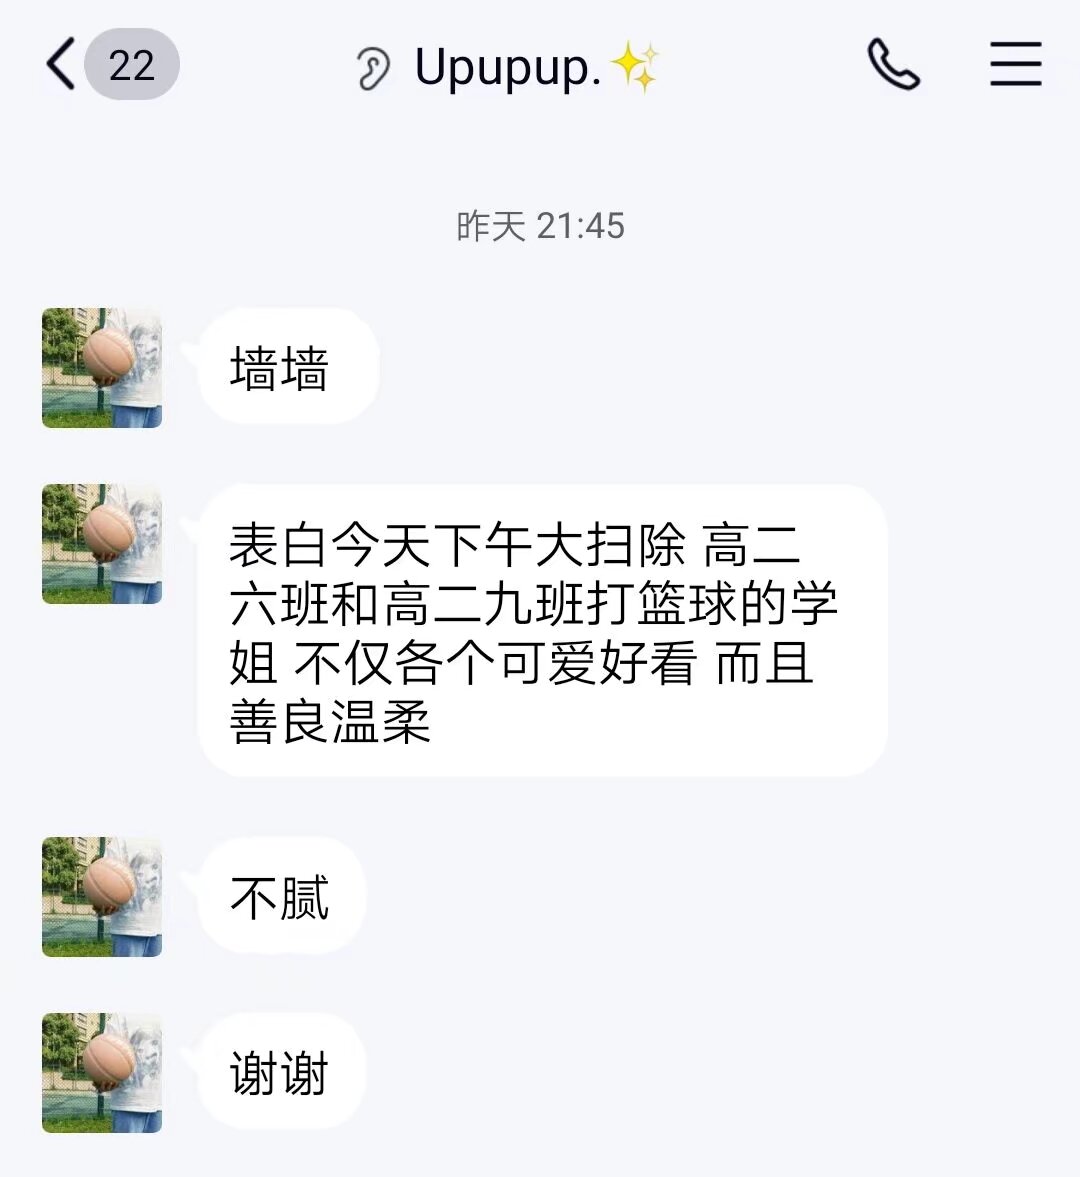 22
Upupup.✨
昨天 21:45
墙墙
表白今天下午大扫除 高二
六班和高二九班打篮球的学
姐 不仅各个可爱好看 而且
善良温柔
不腻
谢谢